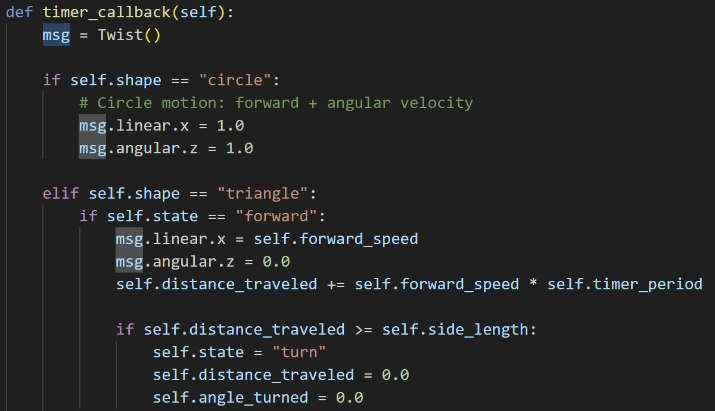 def timer_callback(self):
    msg = Twist()

    if self.shape == "circle":
        # Circle motion: forward + angular velocity
        msg.linear.x = 1.0
        msg.angular.z = 1.0

    elif self.shape == "triangle":
        if self.state == "forward":
            msg.linear.x = self.forward_speed
            msg.angular.z = 0.0
            self.distance_traveled += self.forward_speed * self.timer_period

            if self.distance_traveled >= self.side_length:
                self.state = "turn"
                self.distance_traveled = 0.0
                self.angle_turned = 0.0